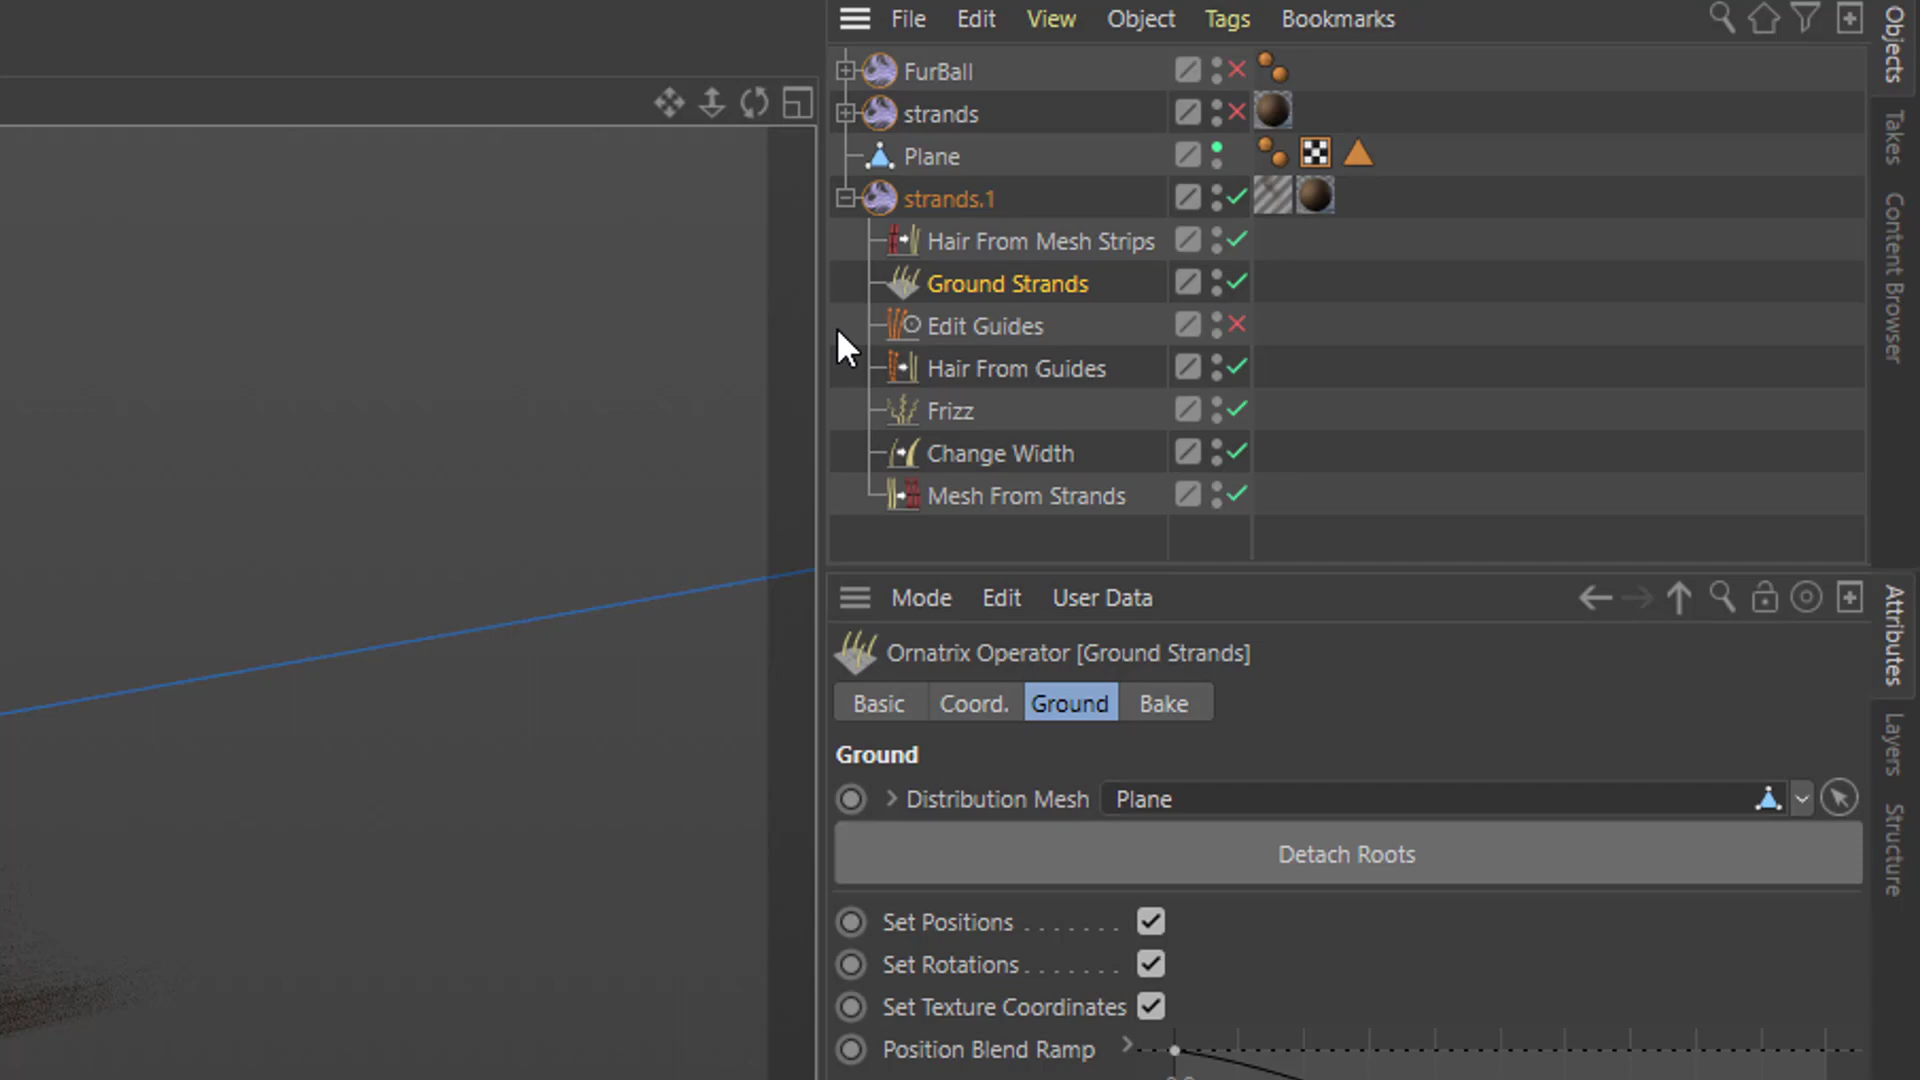 File Edit View Object Tags Bookmarks
FurBall
strands
Plane
strands.1
Hair From Mesh Strips
Ground Strands
Edit Guides
Hair From Guides
Frizz
Change Width
Mesh From Strands
Objects
Takes
Content Browser
Mode Edit User Data
Ornatrix Operator [Ground Strands]
Basic Coord. Ground Bake
Ground
Distribution Mesh Plane
Detach Roots
Set Positions
Set Rotations
Set Texture Coordinates
Position Blend Ramp
Attributes
Layers
Structure